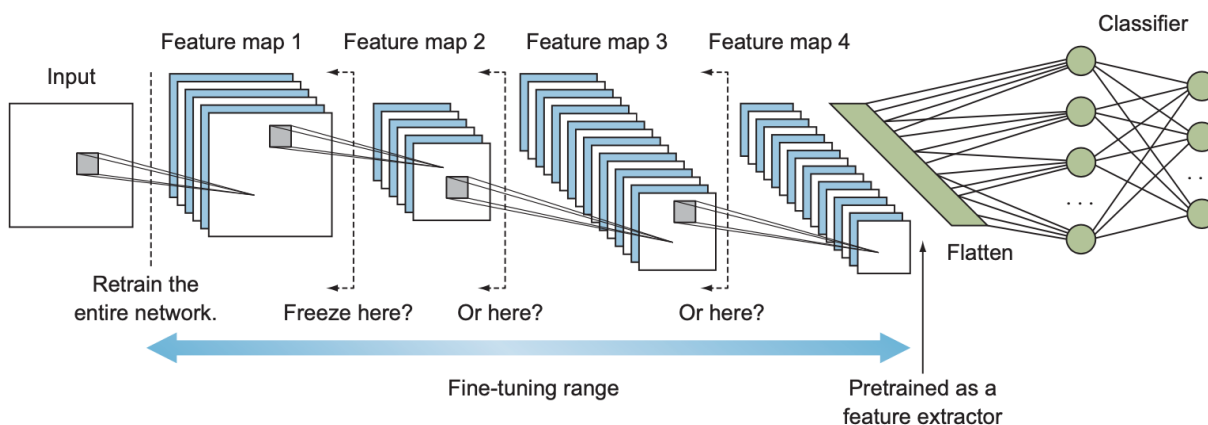 Classifier
Feature map 1
Feature map 2
Feature map 3
Feature map 4
Input
. . .
. .
Flatten
Retrain the
entire network.
Freeze here?
Or here?
Or here?
Fine-tuning range
Pretrained as a
feature extractor